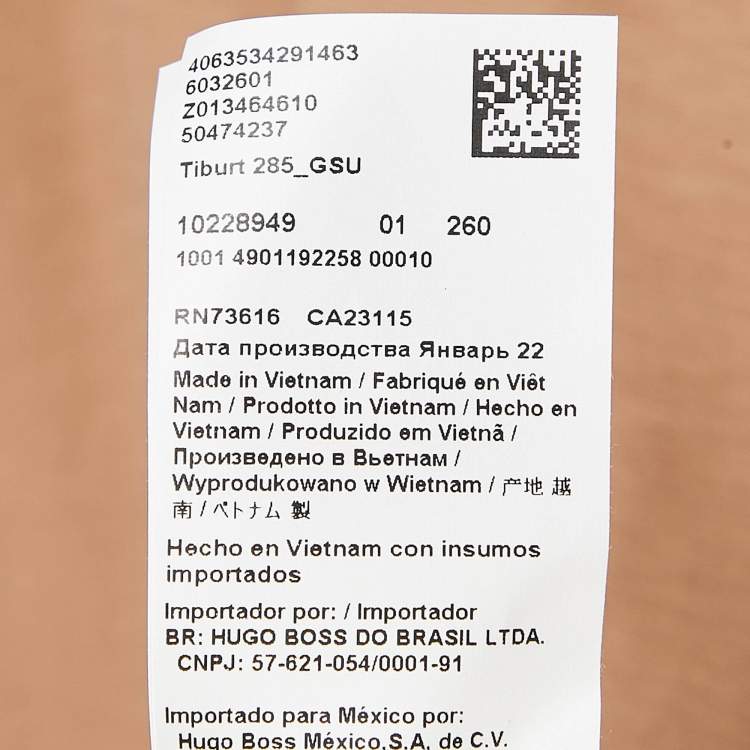 4063534291463
6032601
Z013464610
50474237
Tiburt 285_GSU
10228949 01 260
1001 4901192258 00010
RN73616 CA23115
Дата производства Январь 22
Made in Vietnam / Fabriqué en Viêt
Nam / Prodotto in Vietnam / Hecho en
Vietnam / Produzido em Vietnã /
Произведено в Вьетнам /
Wyprodukowano w Wietnam / 产地 越
南 / ベトナム 製
Hecho en Vietnam con insumos
importados
Importador por: / Importador
BR: HUGO BOSS DO BRASIL LTDA.
CNPJ: 57-621-054/0001-91
Importado para México por:
Hugo Boss México,S.A. de C.V.